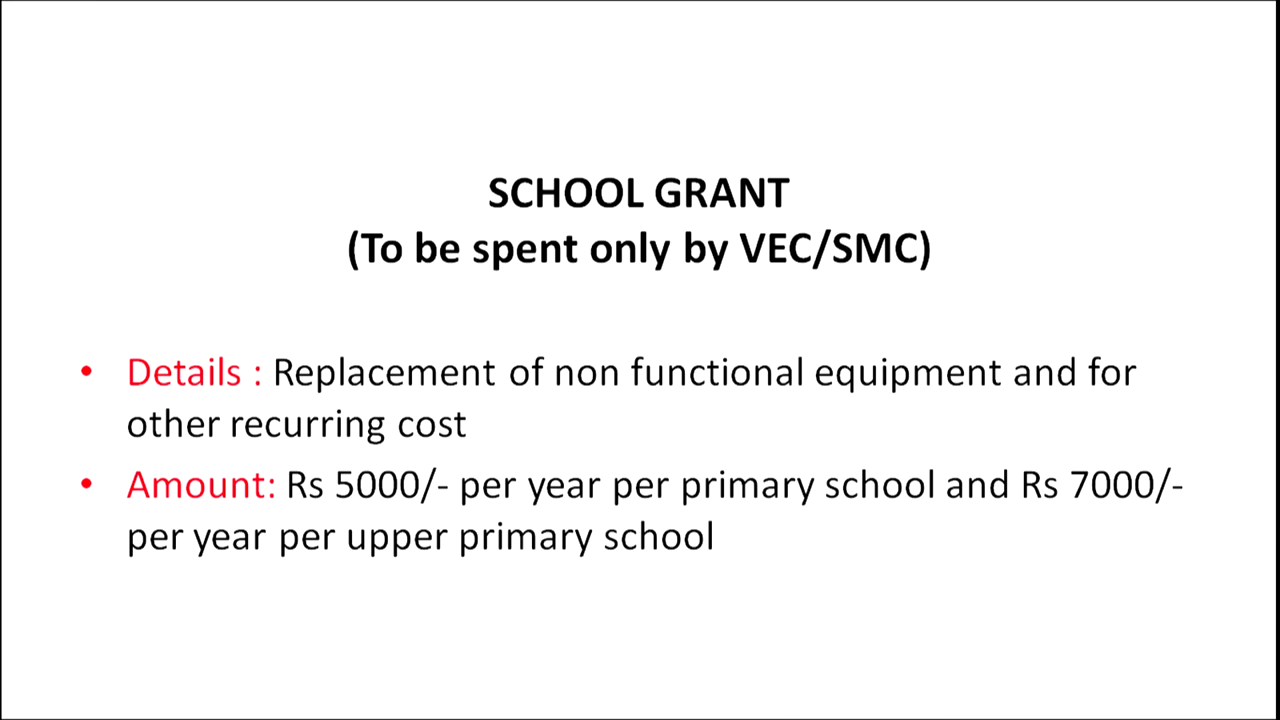 SCHOOL GRANT
(To be spent only by VEC/SMC)
• Details : Replacement of non functional equipment and for
other recurring cost
• Amount: Rs 5000/- per year per primary school and Rs 7000/-
per year per upper primary school